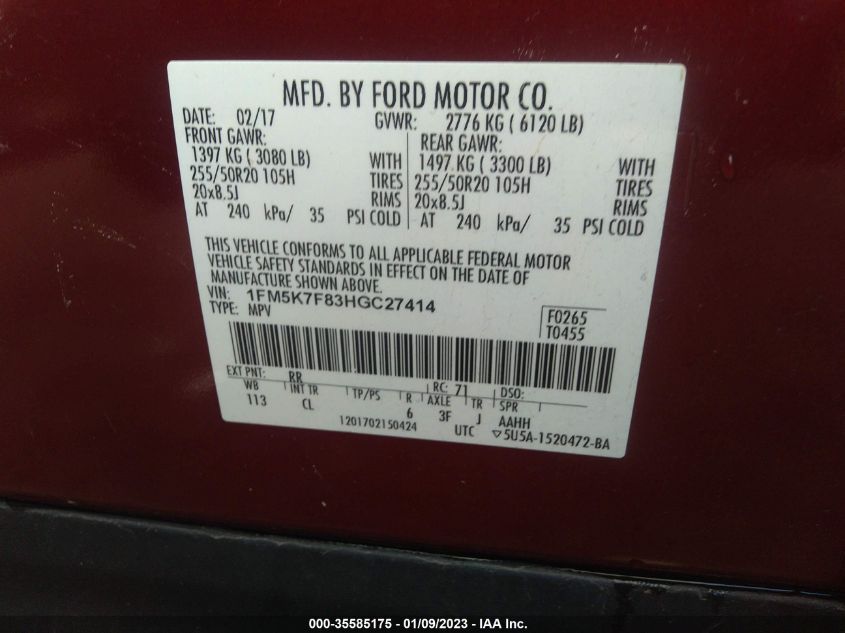 MFD. BY FORD MOTOR CO.
DATE: 02/17 GVWR: 2776 KG ( 6120 LB)
FRONT GAWR: REAR GAWR:
1397 KG ( 3080 LB) WITH 1497 KG ( 3300 LB) WITH
255/50R20 105H TIRES 255/50R20 105H TIRES
20x8.5J RIMS 20x8.5J RIMS
AT 240 kPa/ 35 PSI COLD AT 240 kPa/ 35 PSI COLD
THIS VEHICLE CONFORMS TO ALL APPLICABLE FEDERAL MOTOR
VEHICLE SAFETY STANDARDS IN EFFECT ON THE DATE OF
MANUFACTURE SHOWN ABOVE.
VIN: 1FM5K7F83HGC27414
TYPE: MPV
F0265
T0455
EXT PNT: RR RC: 71 DSO:
WB INT TR TP/PS R AXLE TR SPR
113 CL 6 3F J AAHH
1201702150424 UTC ▽5U5A-1520472-BA
000-35585175 - 01/09/2023 - IAA Inc.